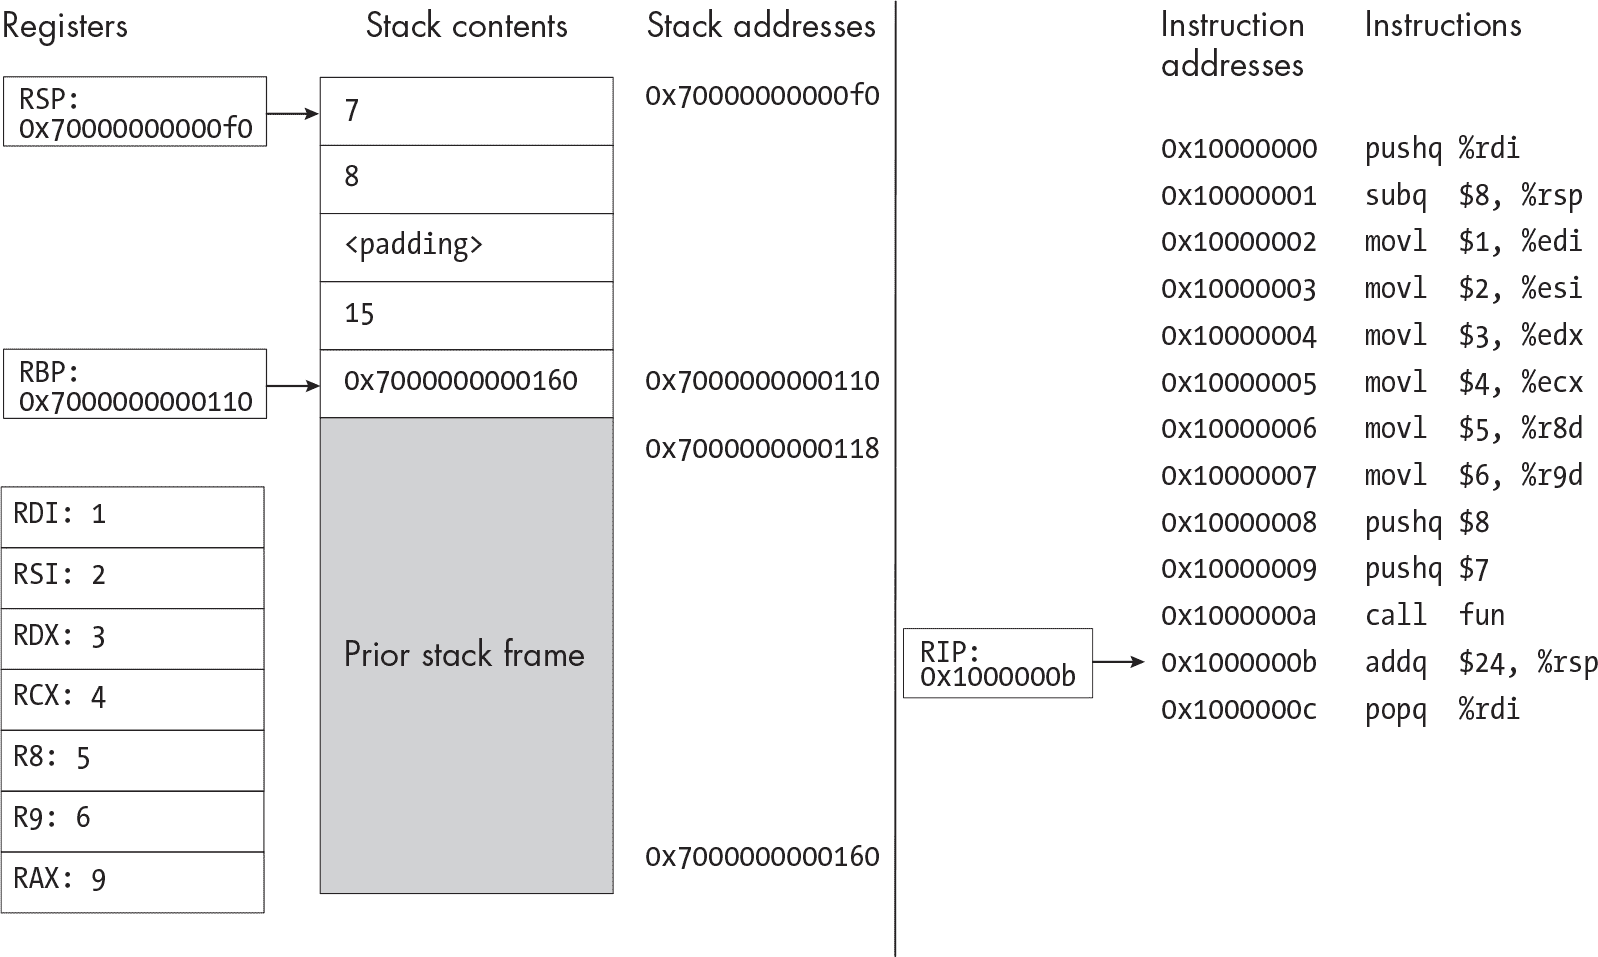 Registers
Stack contents
Stack addresses
RSP:
0x70000000000f0
7
0x70000000000f0
8
<padding>
15
RBP:
0x7000000000110
0x7000000000160
0x7000000000110
0x7000000000118
RDI: 1
RSI: 2
RDX: 3
RCX: 4
R8: 5
R9: 6
RAX: 9
Prior stack frame
0x7000000000160
Instruction
addresses
Instructions
0x10000000 pushq %rdi
0x10000001 subq $8, %rsp
0x10000002 movl $1, %edi
0x10000003 movl $2, %esi
0x10000004 movl $3, %edx
0x10000005 movl $4, %ecx
0x10000006 movl $5, %r8d
0x10000007 movl $6, %r9d
0x10000008 pushq $8
0x10000009 pushq $7
0x1000000a call fun
RIP:
0x1000000b
0x1000000b addq $24, %rsp
0x1000000c popq %rdi